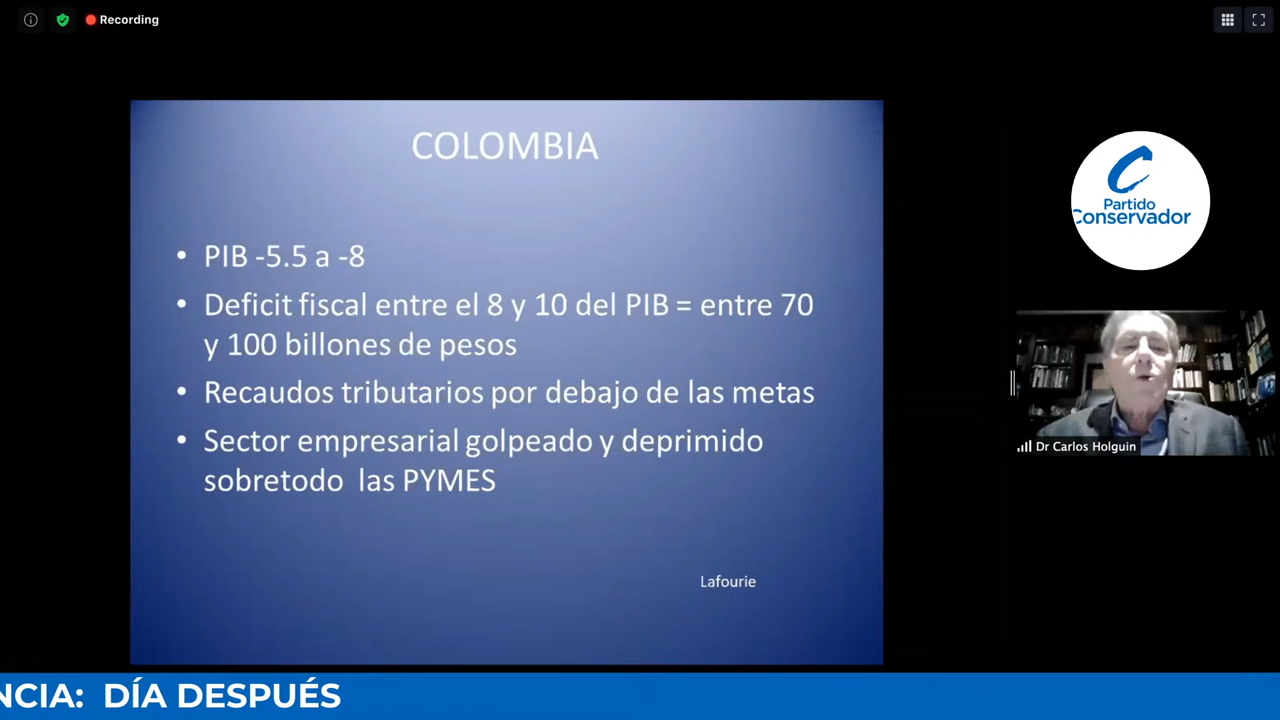 Recording
COLOMBIA
• PIB -5.5 a -8
• Deficit fiscal entre el 8 y 10 del PIB = entre 70
y 100 billones de pesos
• Recaudos tributarios por debajo de las metas
• Sector empresarial golpeado y deprimido
sobretodo las PYMES
Lafourie
C
Partido
Conservador
Dr Carlos Holguin
NCIA: DÍA DESPUÉS